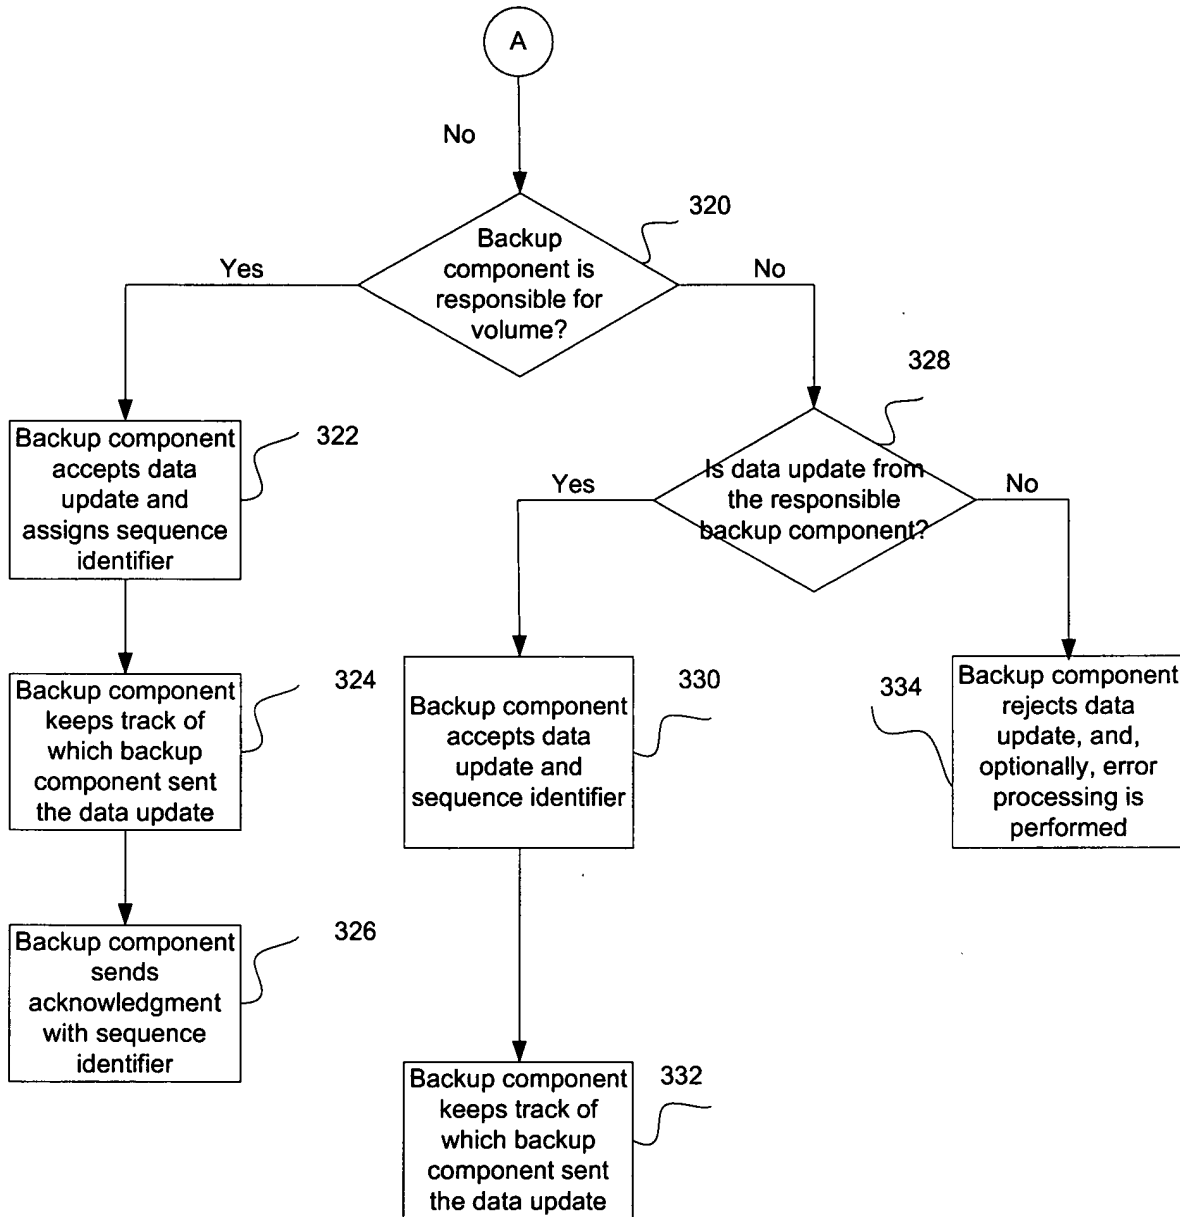 A
No
320
Backup
component is
responsible for
volume?
Yes
No
328
Is data update from
the responsible
backup component?
Yes
No
Backup component
accepts data
update and
assigns sequence
identifier
322
Backup component
keeps track of
which backup
component sent
the data update
324
Backup component
sends
acknowledgment
with sequence
identifier
326
Backup component
accepts data
update and
sequence identifier
330
Backup component
keeps track of
which backup
component sent
the data update
332
334
Backup component
rejects data
update, and,
optionally, error
processing is
performed